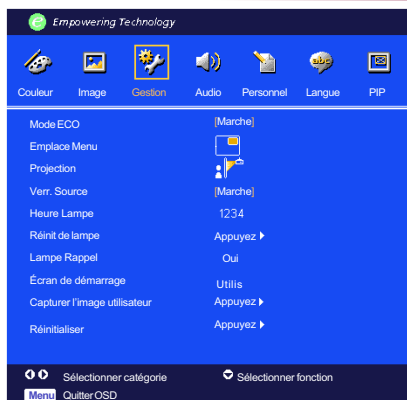 e Empowering Technology
Couleur Image Gestion Audio Personnel Langue PIP
Mode ECO [Marche]
Emplace Menu
Projection
Verr. Source [Marche]
Heure Lampe 1234
Réinit de lampe Appuyez
Lampe Rappel Oui
Écran de démarrage Utilis
Capturer l'image utilisateur Appuyez
Réinitialiser Appuyez
Sélectionner catégorie Sélectionner fonction
Menu Quitter OSD